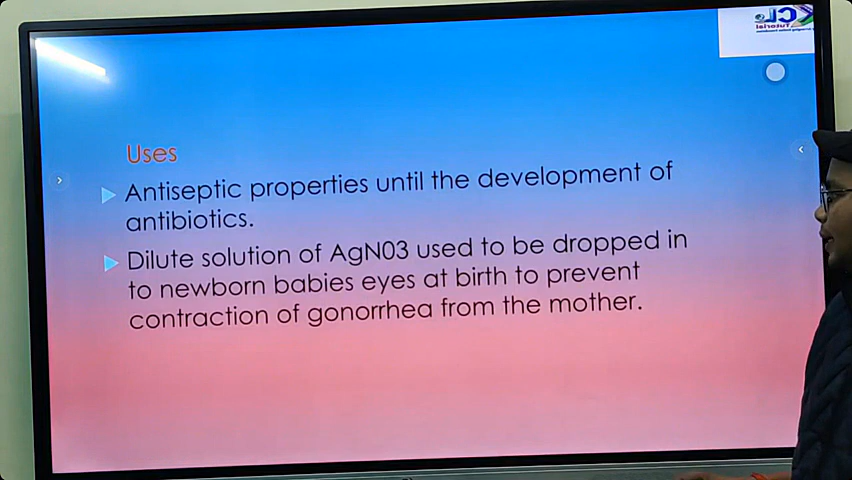 Uses
Antiseptic properties until the development of
antibiotics.
Dilute solution of AgN03 used to be dropped in
to newborn babies eyes at birth to prevent
contraction of gonorrhea from the mother.
Tutorial